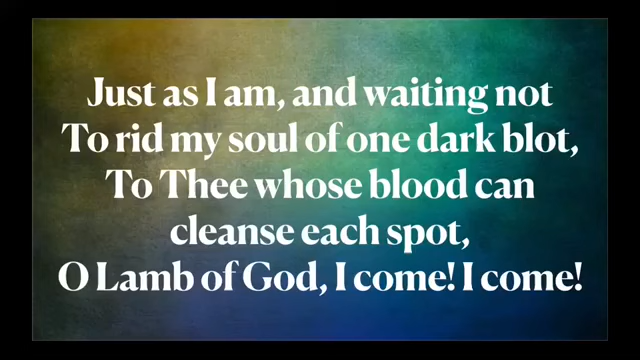 Just as I am, and waiting not
To rid my soul of one dark blot,
To Thee whose blood can
cleanse each spot,
O Lamb of God, I come! I come!